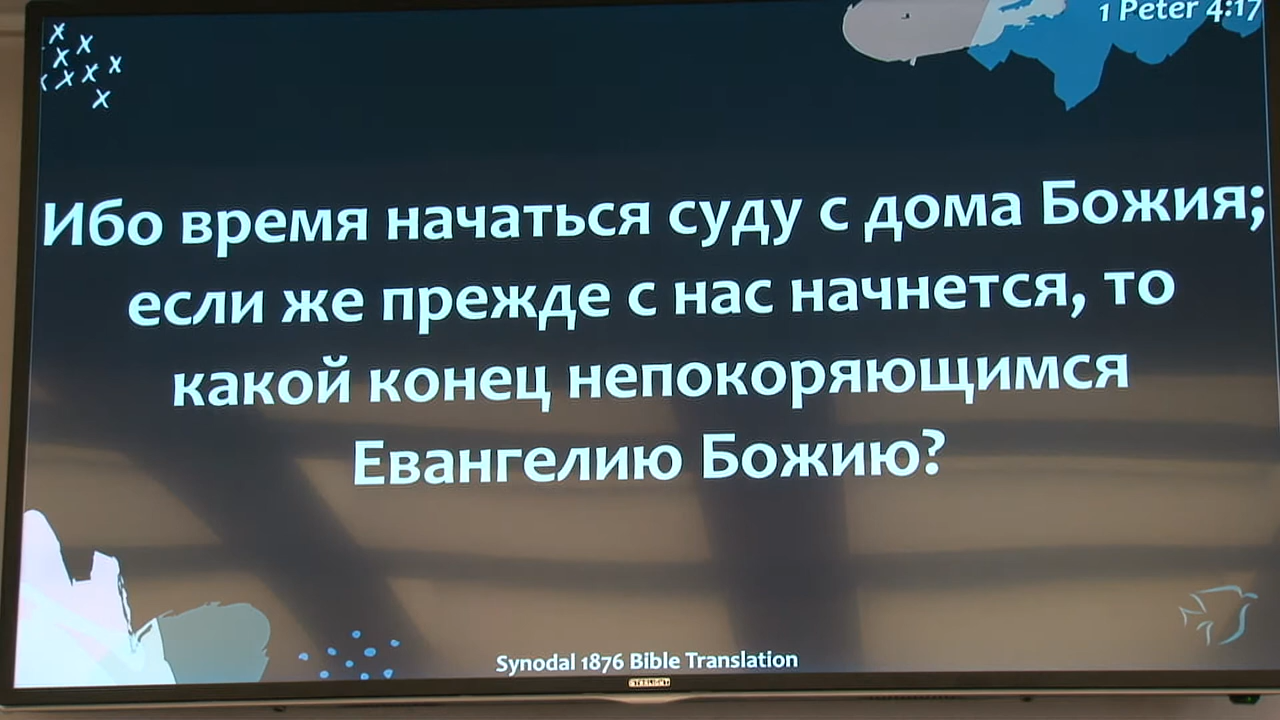 1 Peter 4:17
Ибо время начаться суду с дома Божия;
если же прежде с нас начнется, то
какой конец непокоряющимся
Евангелию Божию?
Synodal 1876 Bible Translation